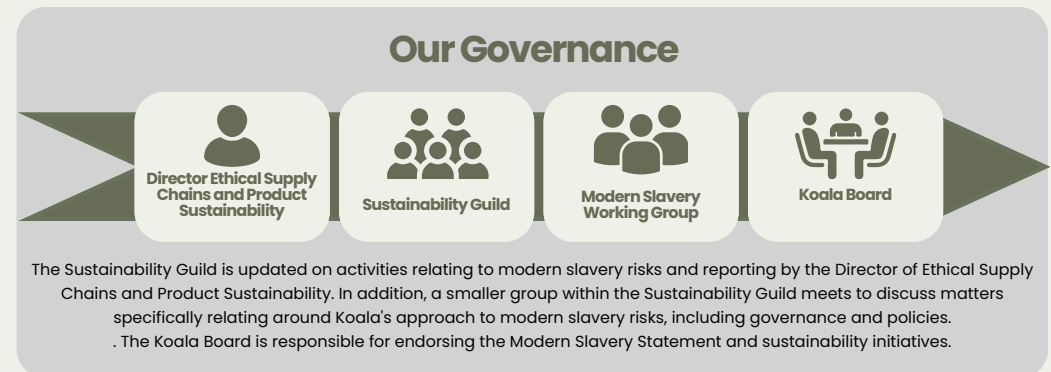 Our Governance
Director Ethical Supply
Chains and Product
Sustainability
Sustainability Guild
Modern Slavery
Working Group
Koala Board
The Sustainability Guild is updated on activities relating to modern slavery risks and reporting by the Director of Ethical Supply
Chains and Product Sustainability. In addition, a smaller group within the Sustainability Guild meets to discuss matters
specifically relating around Koala's approach to modern slavery risks, including governance and policies.
. The Koala Board is responsible for endorsing the Modern Slavery Statement and sustainability initiatives.